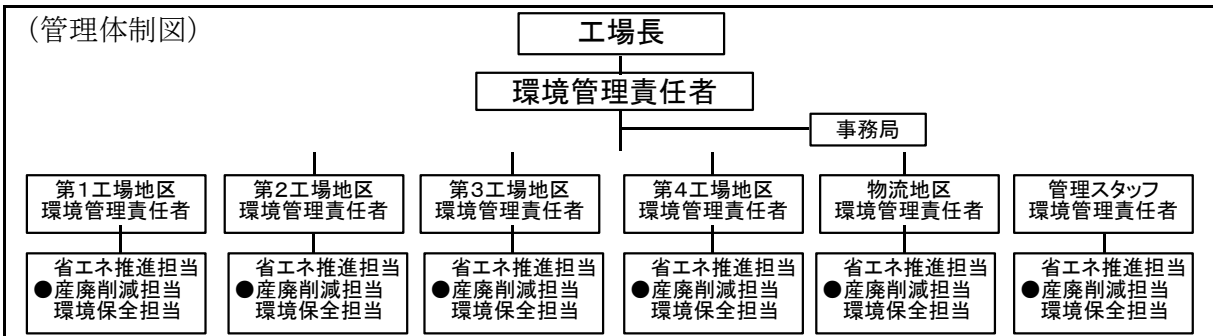 (管理体制図)
工場長
環境管理責任者
事務局
第1工場地区
環境管理責任者
第2工場地区
環境管理責任者
第3工場地区
環境管理責任者
第4工場地区
環境管理責任者
物流地区
環境管理責任者
管理スタッフ
環境管理責任者
省エネ推進担当
●産廃削減担当
環境保全担当
省エネ推進担当
●産廃削減担当
環境保全担当
省エネ推進担当
●産廃削減担当
環境保全担当
省エネ推進担当
●産廃削減担当
環境保全担当
省エネ推進担当
●産廃削減担当
環境保全担当
省エネ推進担当
●産廃削減担当
環境保全担当